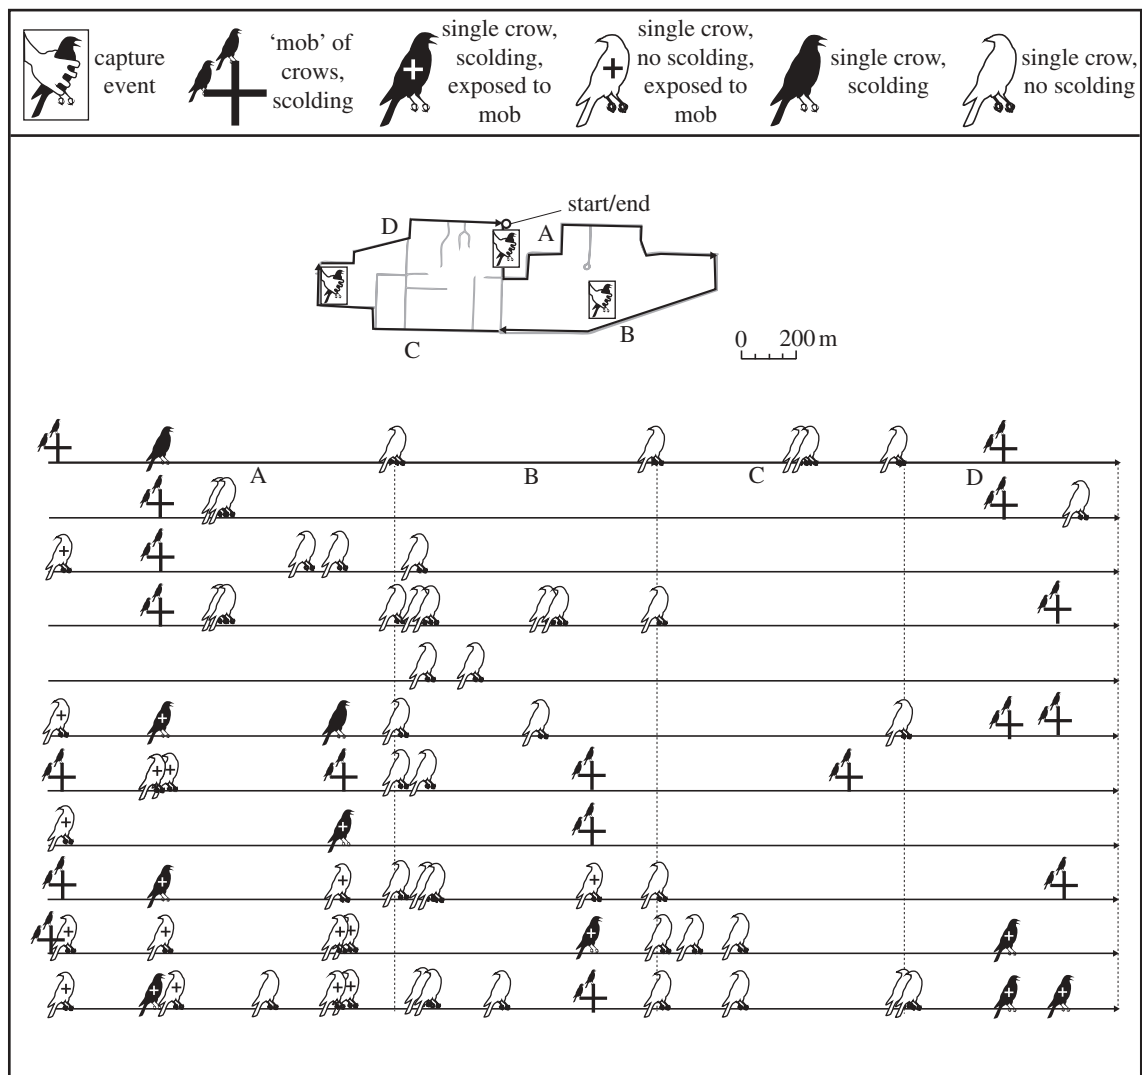 capture
event
‘mob’ of
crows,
scolding
single crow,
scolding,
exposed to
mob
single crow,
no scolding,
exposed to
mob
single crow,
scolding
single crow,
no scolding
start/end
D
A
B
C
0 200 m
A B C D